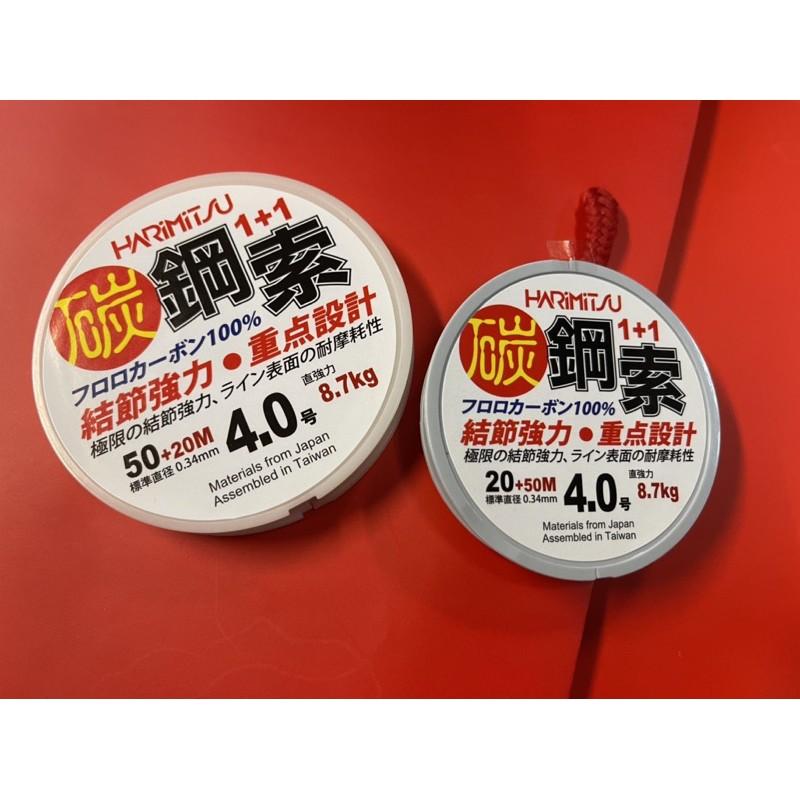 HARiMiTSU
1+1
碳鋼索
フロロカーボン100%
結節強力●重点設計
極限の結節強力、ライン表面の耐摩耗性
50+20M
標準直径 0.34mm
4.0号
直強力
8.7kg
Materials from Japan
Assembled in Taiwan
HARiMiTSU
1+1
碳鋼索
フロロカーボン100%
結節強力●重点設計
極限の結節強力、ライン表面の耐摩耗性
20+50M
標準直径 0.34mm
4.0号
直強力
8.7kg
Materials from Japan
Assembled in Taiwan